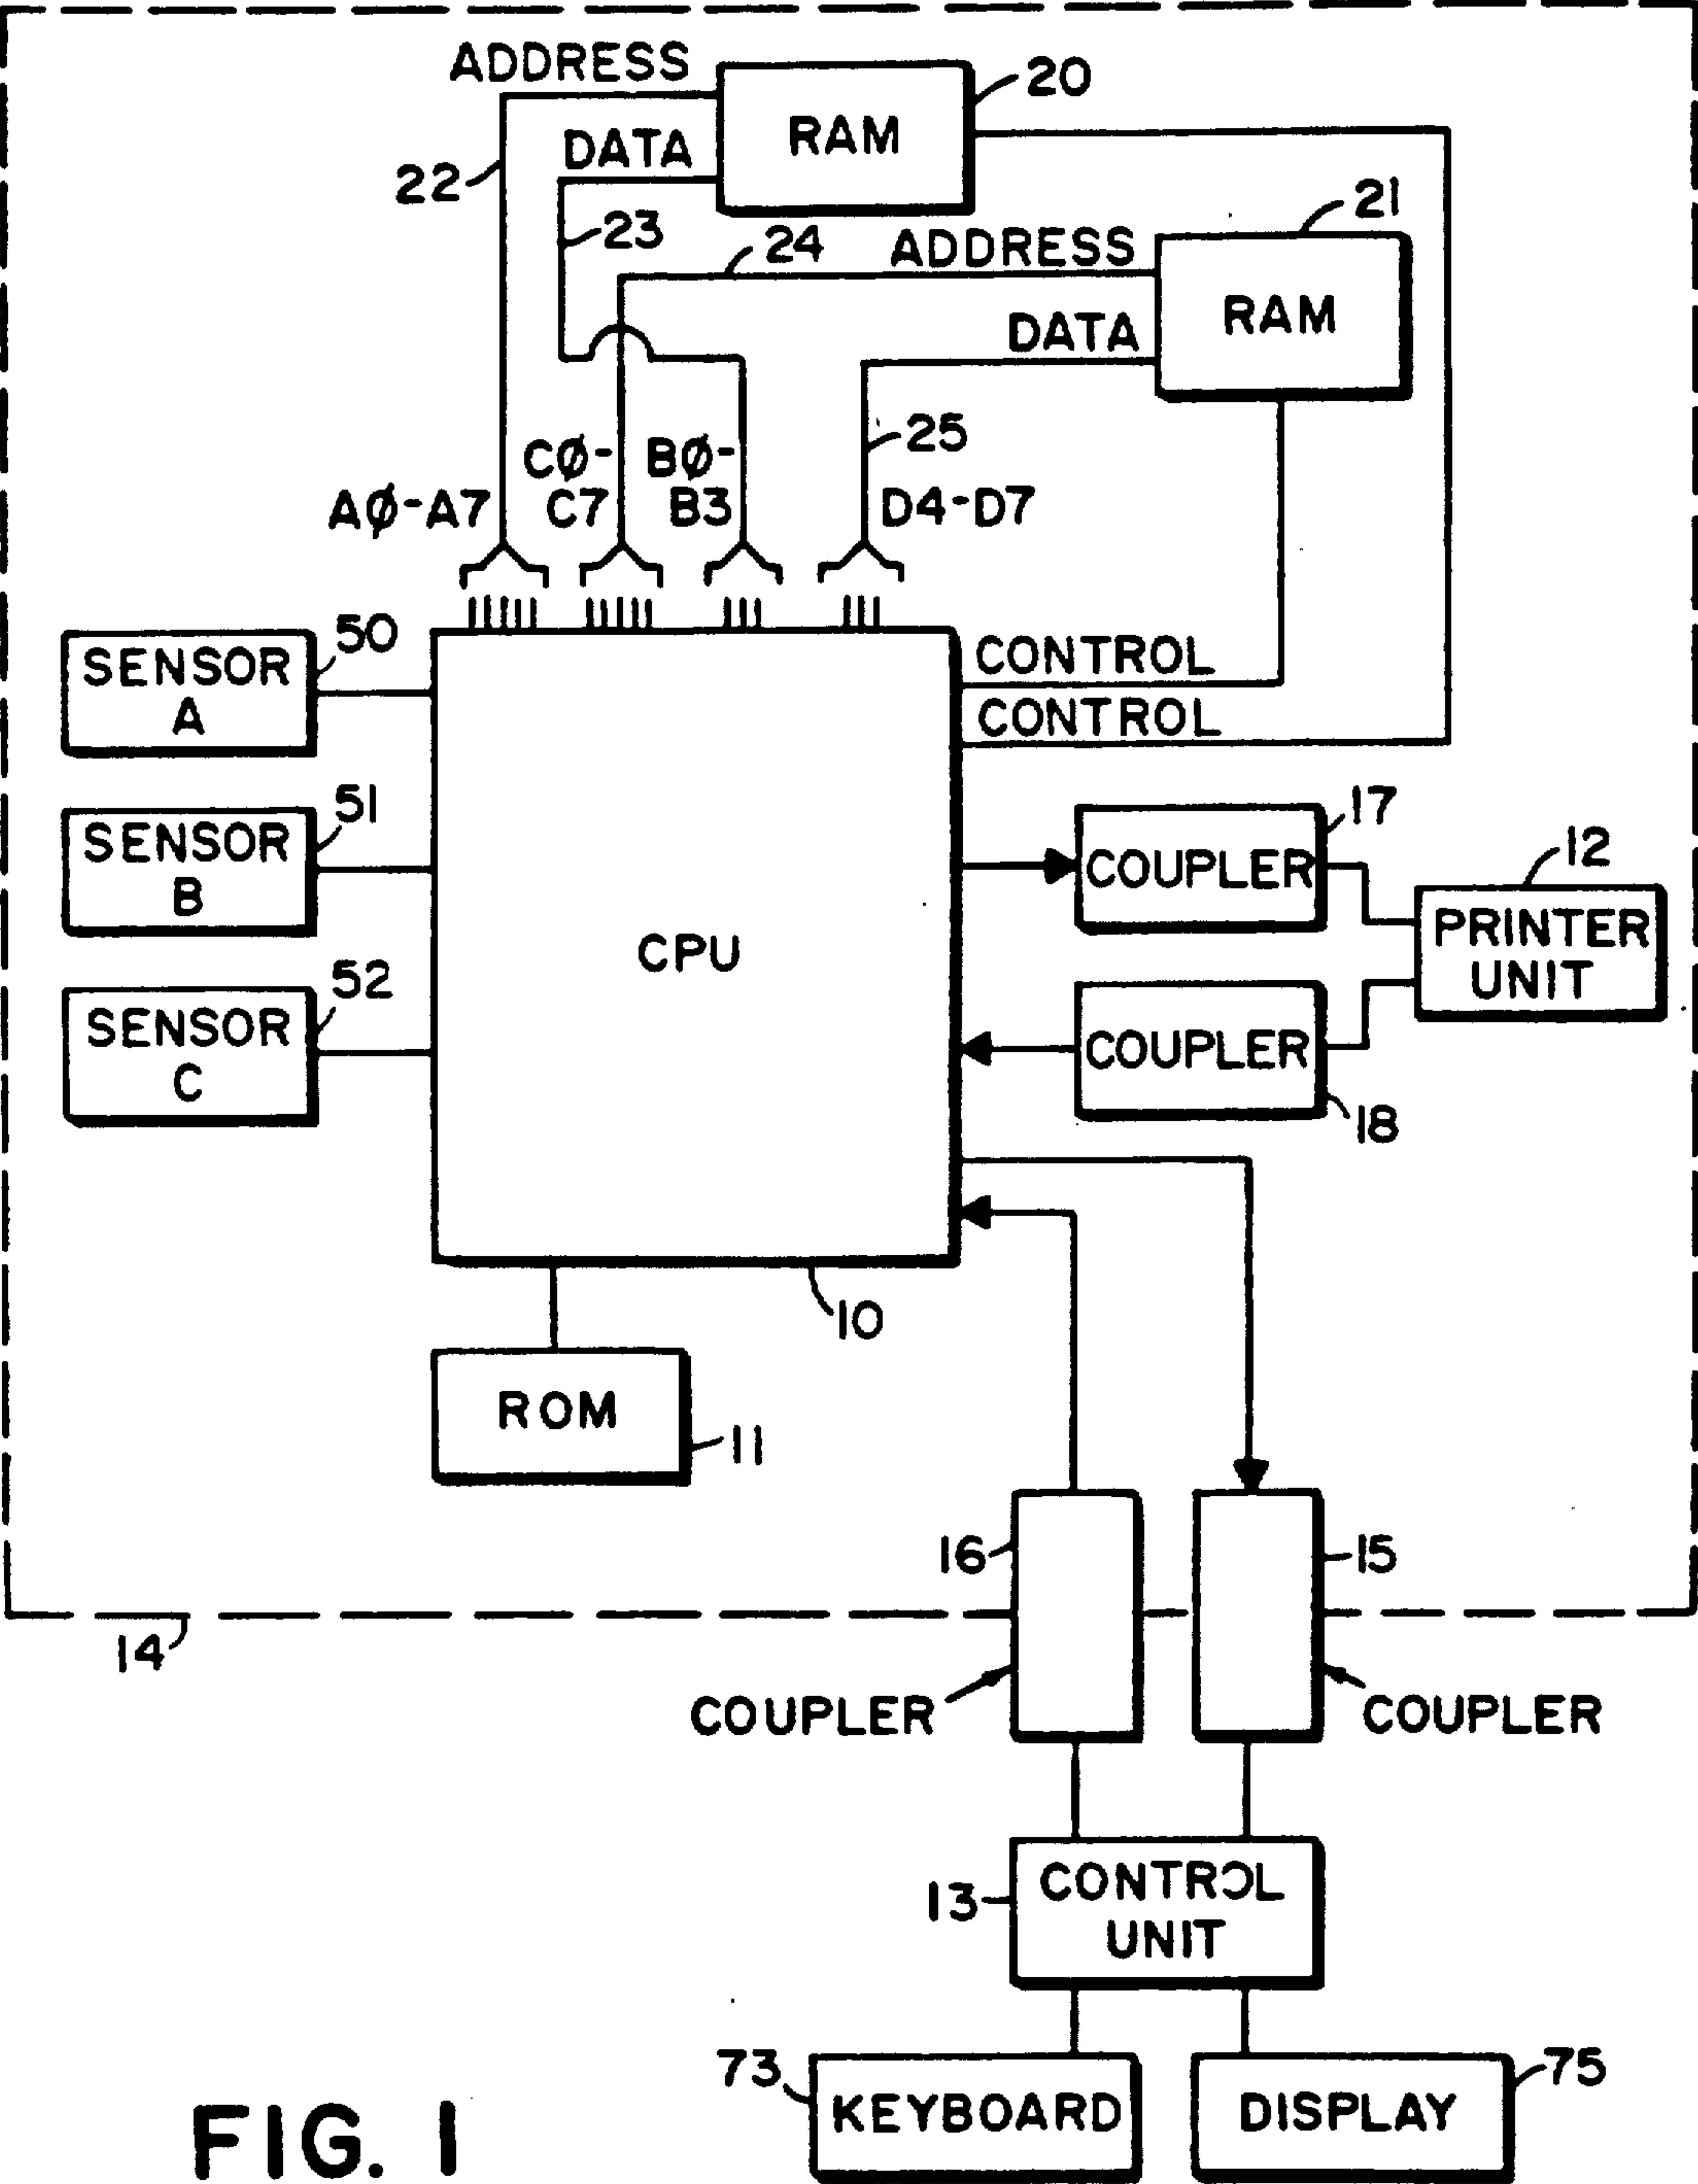 ADDRESS
20
RAM
DATA
22
21
23
24
ADDRESS
RAM
DATA
25
CØ-
C7
BØ-
B3
AØ-A7
D4-D7
50
SENSOR
A
CONTROL
CONTROL
51
SENSOR
B
17
COUPLER
12
PRINTER
UNIT
CPU
52
SENSOR
C
COUPLER
18
10
ROM
11
16
15
14
COUPLER
COUPLER
13
CONTROL
UNIT
73
KEYBOARD
75
DISPLAY
FIG. 1